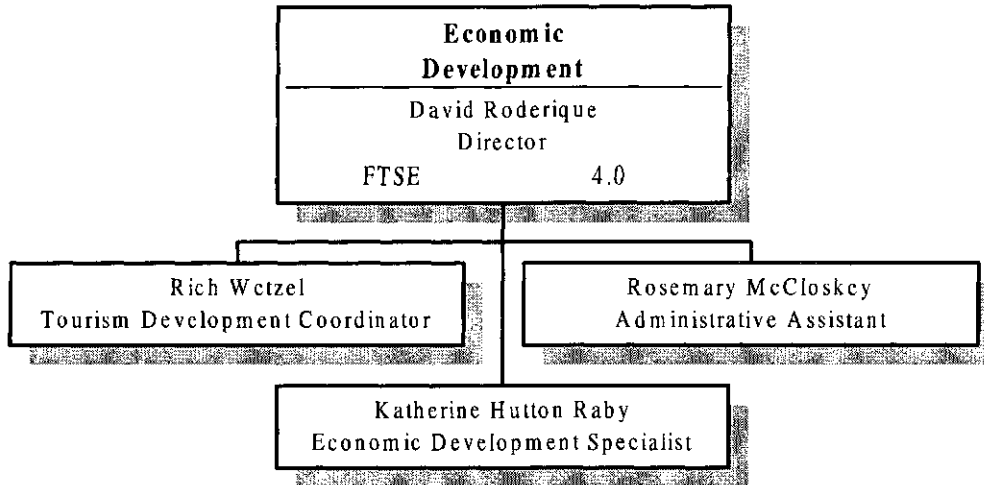 Economic
Development
David Roderique
Director
FTSE 4.0
Rich Wetzel
Tourism Development Coordinator
Rosemary McCloskey
Administrative Assistant
Katherine Hutton Raby
Economic Development Specialist